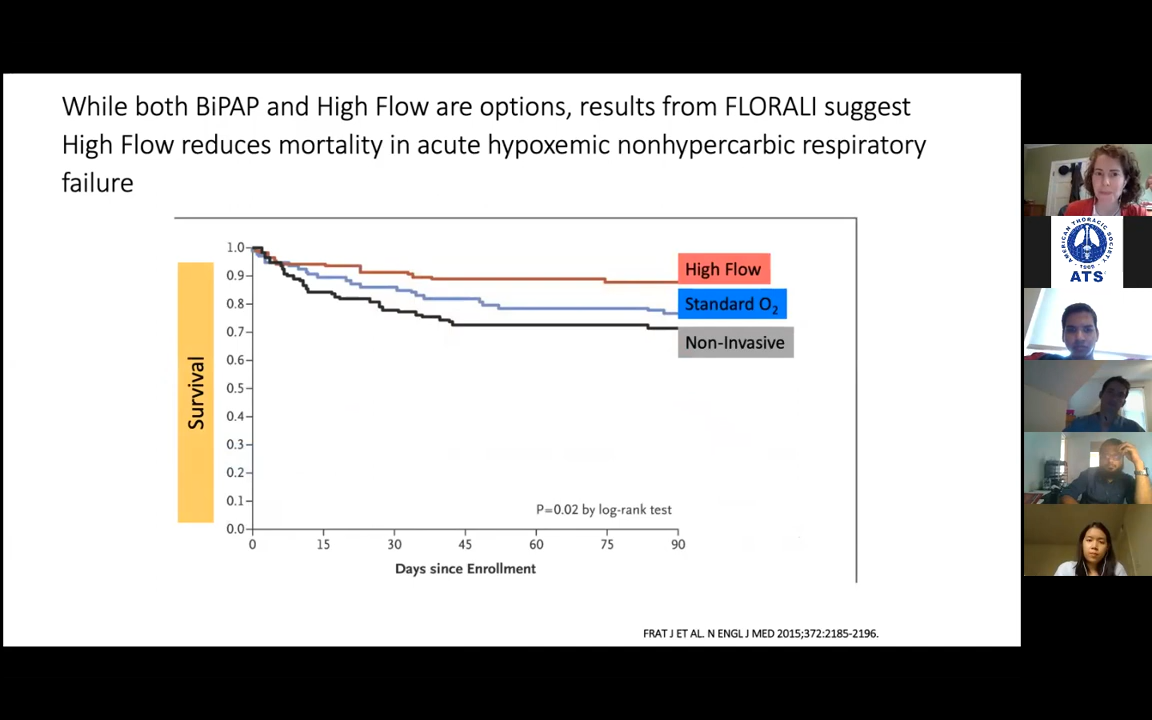 While both BiPAP and High Flow are options, results from FLORALI suggest
High Flow reduces mortality in acute hypoxemic nonhypercarbic respiratory
failure
1.0
0.9
0.8
0.7
0.6
0.5
0.4
0.3
0.2
0.1
0.0
Survival
High Flow
Standard O₂
Non-Invasive
P=0.02 by log-rank test
0 15 30 45 60 75 90
Days since Enrollment
FRAT J ET AL. N ENGL J MED 2015;372:2185-2196.
AMERICAN THORACIC SOCIETY
1905
ATS